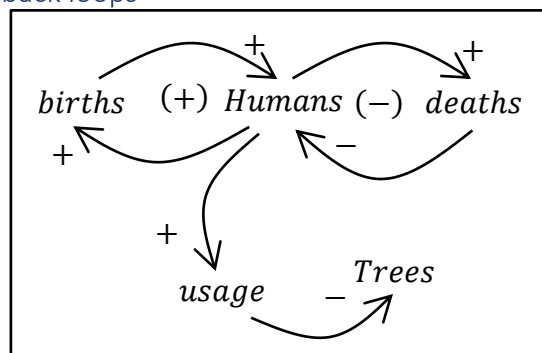 + +
births (+) Humans (−) deaths
+ −
+
usage − Trees